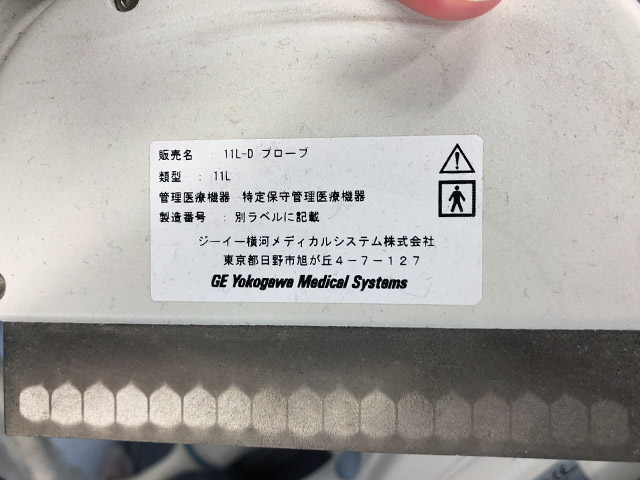 販売名 : 11L-D プローブ
類型 : 11L
管理医療機器 特定保守管理医療機器
製造番号 : 別ラベルに記載
ジーイー横河メディカルシステム株式会社
東京都日野市旭が丘4-7-127
GE Yokogawa Medical Systems